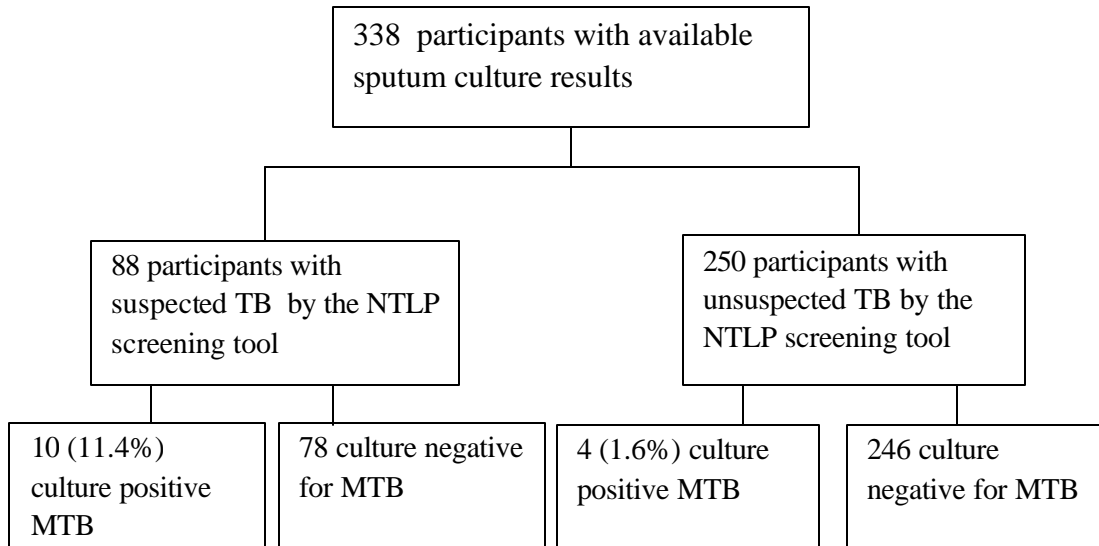 338 participants with available
sputum culture results
88 participants with
suspected TB by the NTLP
screening tool
250 participants with
unsuspected TB by the
NTLP screening tool
10 (11.4%)
culture positive
MTB
78 culture negative
for MTB
4 (1.6%) culture
positive MTB
246 culture
negative for MTB